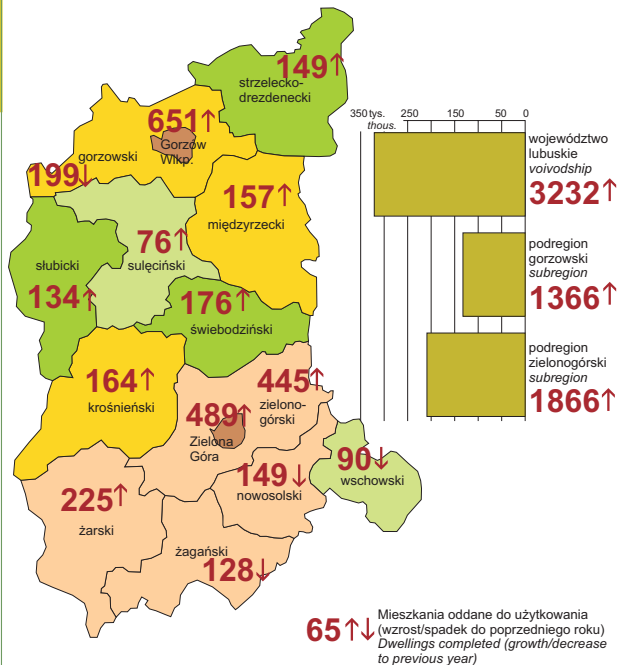 149↑
strzelecko-
drezdenecki
651↑
Gorzów
Wlkp.
gorzowski
199↓
157↑
międzyrzecki
76↑
sulęciński
słubicki
134↑
176↑
świebodziński
164↑
krośnieński
445↑
zielono-
górski
489↑
Zielona
Góra
149↓
nowosolski
90↓
wschowski
225↑
żarski
żagański
128↓
350 tys. 250 150 0
thous.
województwo
lubuskie
voivodship
3232↑
podregion
gorzowski
subregion
1366↑
podregion
zielonogórski
subregion
1866↑
65↑↓ Mieszkania oddane do użytkowania
(wzrost/spadek do poprzedniego roku)
Dwellings completed (growth/decrease
to previous year)